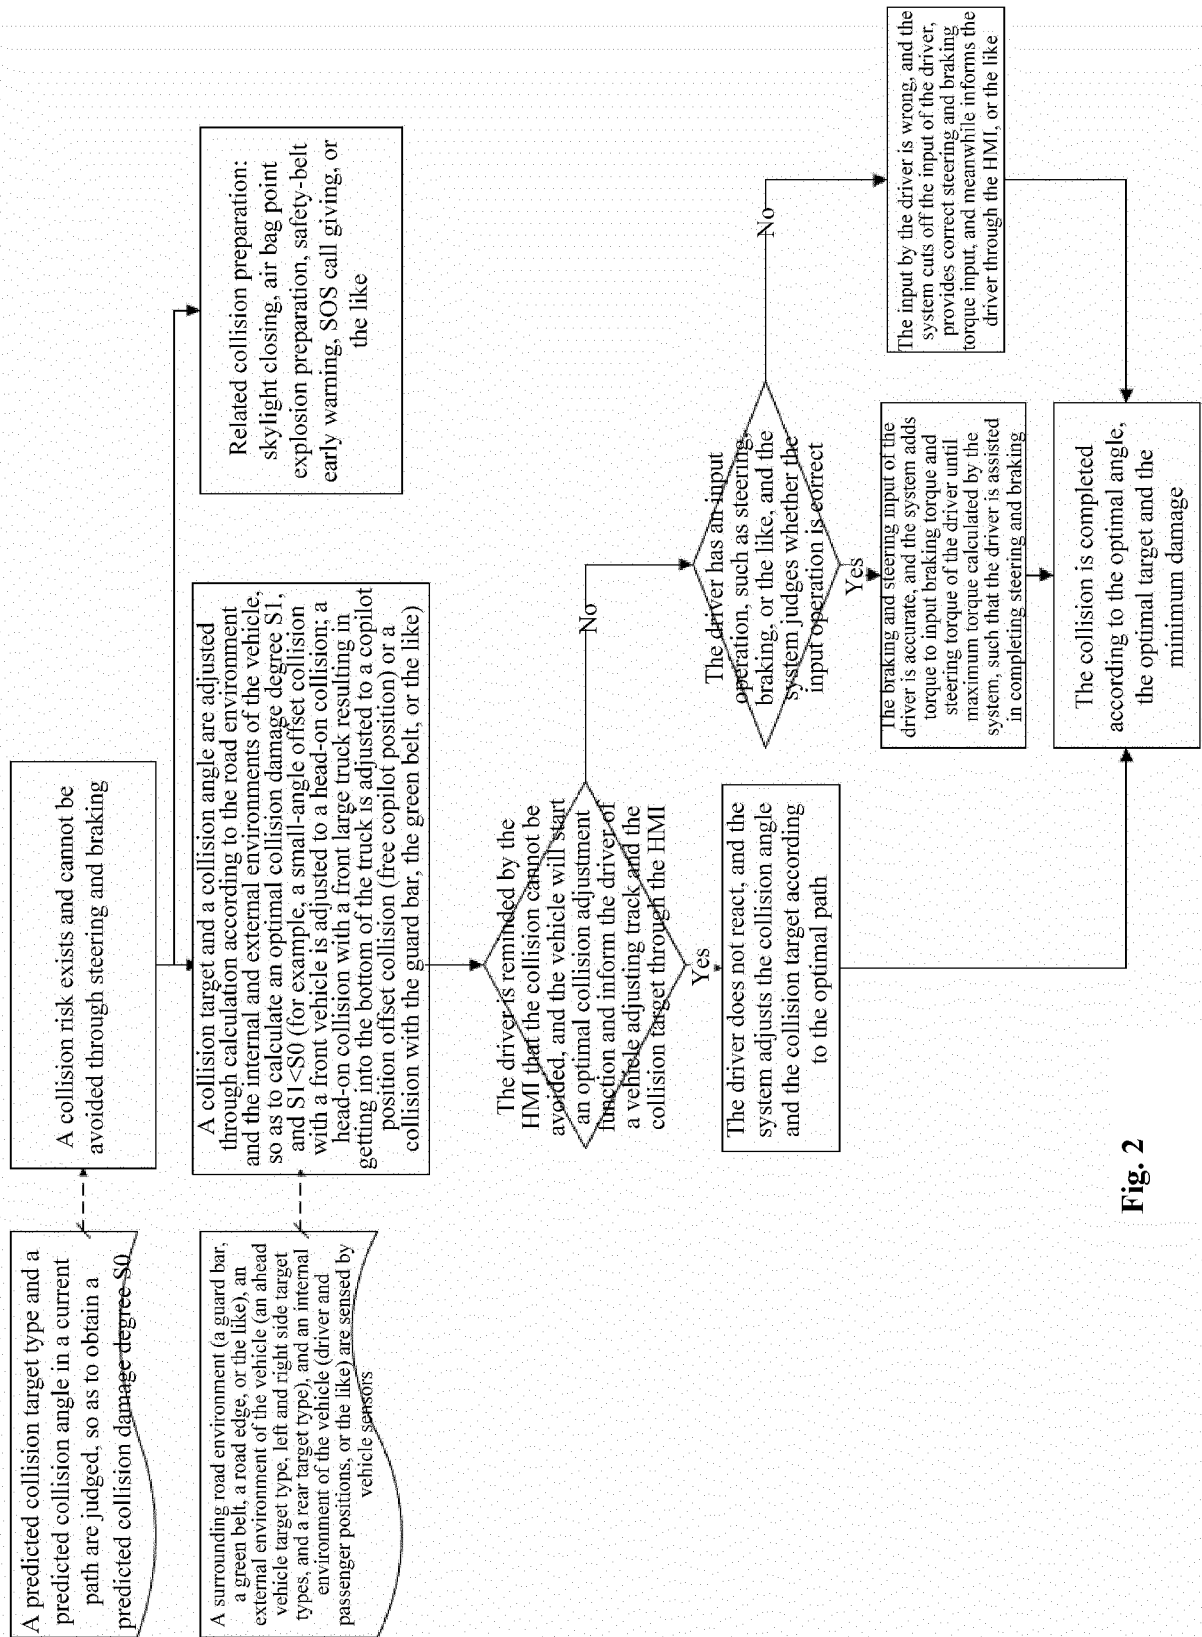 A predicted collision target type and a
predicted collision angle in a current
path are judged, so as to obtain a
predicted collision damage degree S0
A collision risk exists and cannot be
avoided through steering and braking
A surrounding road environment (a guard bar,
a green belt, a road edge, or the like), an
external environment of the vehicle (an ahead
vehicle target type, left and right side target
types, and a rear target type), and an internal
environment of the vehicle (driver and
passenger positions, or the like) are sensed by
vehicle sensors
A collision target and a collision angle are adjusted
through calculation according to the road environment
and the internal and external environments of the vehicle,
so as to calculate an optimal collision damage degree S1,
and S1<S0 (for example, a small-angle offset collision
with a front vehicle is adjusted to a head-on collision; a
head-on collision with a front large truck resulting in
getting into the bottom of the truck is adjusted to a copilot
position offset collision (free copilot position) or a
collision with the guard bar, the green belt, or the like)
Related collision preparation:
skylight closing, air bag point
explosion preparation, safety-belt
early warning, SOS call giving, or
the like
The driver is reminded by the
HMI that the collision cannot be
avoided, and the vehicle will start
an optimal collision adjustment
function and inform the driver of
a vehicle adjusting track and the
collision target through the HMI
No
Yes
The driver does not react, and the
system adjusts the collision angle
and the collision target according
to the optimal path
The driver has an input
operation, such as steering,
braking, or the like, and the
system judges whether the
input operation is correct
No
Yes
The braking and steering input of the
driver is accurate, and the system adds
torque to input braking torque and
steering torque of the driver until
maximum torque calculated by the
system, such that the driver is assisted
in completing steering and braking
The input by the driver is wrong, and the
system cuts off the input of the driver,
provides correct steering and braking
torque input, and meanwhile informs the
driver through the HMI, or the like
The collision is completed
according to the optimal angle,
the optimal target and the
minimum damage
Fig. 2